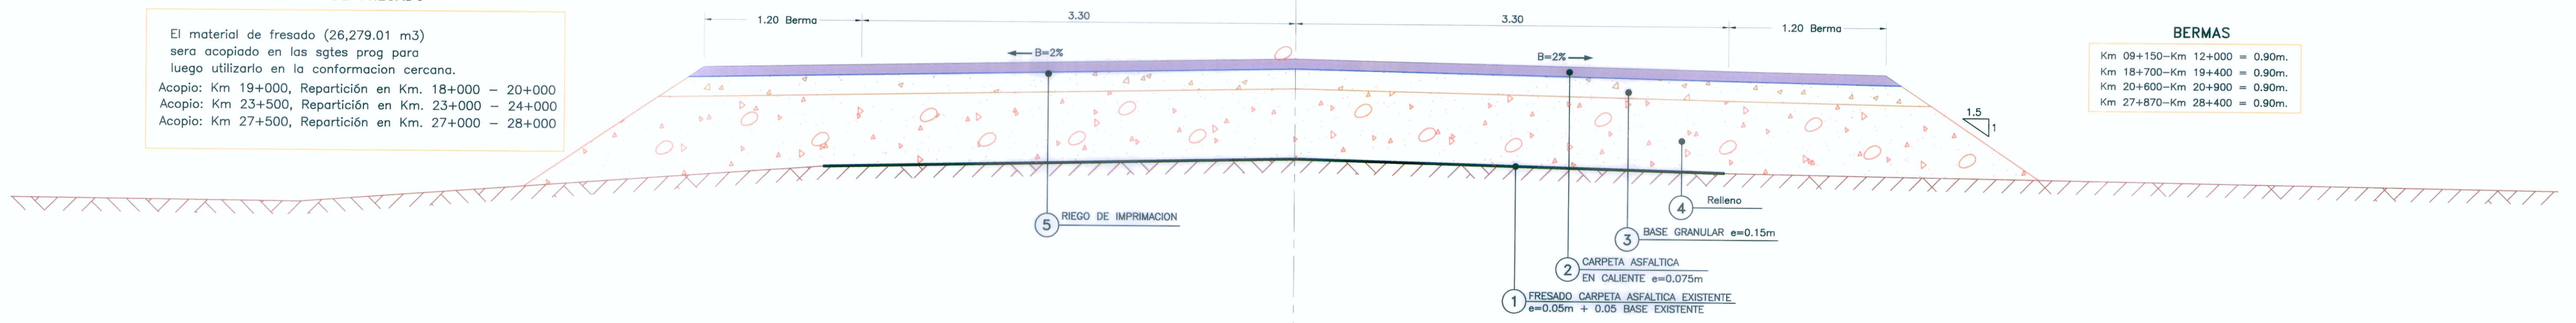 El material de fresado (26,279.01 m3)
sera acopiado en las sgtes prog para
luego utilizarlo en la conformacion cercana.
Acopio: Km 19+000, Repartición en Km. 18+000 – 20+000
Acopio: Km 23+500, Repartición en Km. 23+000 – 24+000
Acopio: Km 27+500, Repartición en Km. 27+000 – 28+000
1.20 Berma
3.30
3.30
1.20 Berma
B=2%
B=2%
1.5
1
BERMAS
Km 09+150–Km 12+000 = 0.90m.
Km 18+700–Km 19+400 = 0.90m.
Km 20+600–Km 20+900 = 0.90m.
Km 27+870–Km 28+400 = 0.90m.
5 RIEGO DE IMPRIMACION
4 Relleno
3 BASE GRANULAR e=0.15m
2 CARPETA ASFALTICA
EN CALIENTE e=0.075m
1 FRESADO CARPETA ASFALTICA EXISTENTE
e=0.05m + 0.05 BASE EXISTENTE